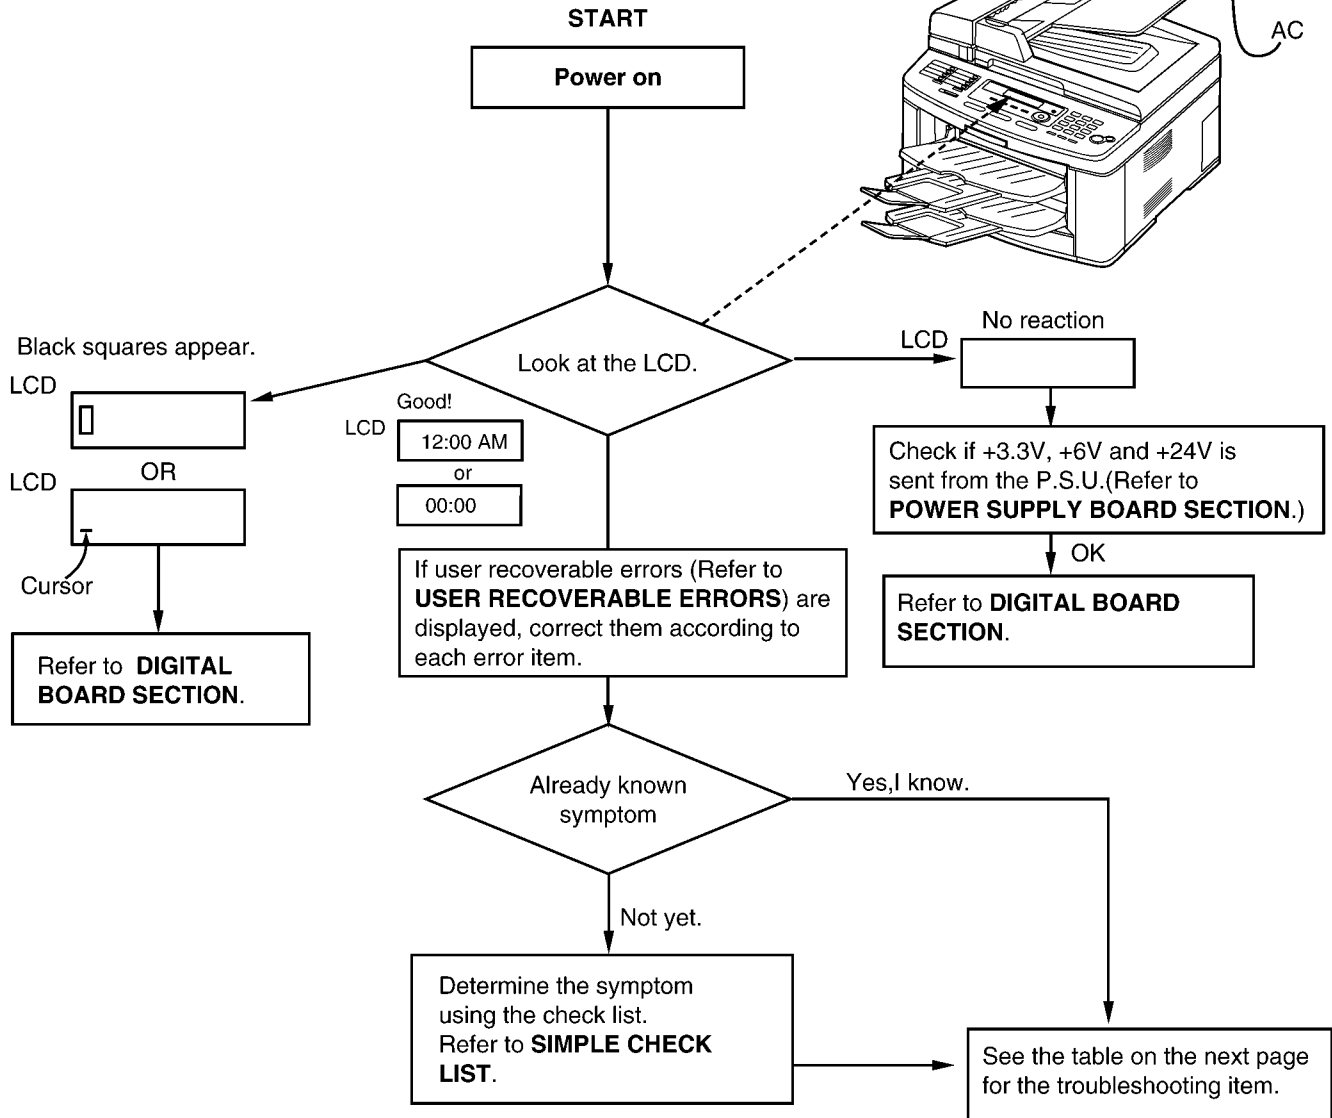 START
AC
Power on
Look at the LCD.
Black squares appear.
LCD
OR
LCD
Cursor
Refer to DIGITAL
BOARD SECTION.
Good!
LCD
12:00 AM
or
00:00
No reaction
LCD
Check if +3.3V, +6V and +24V is
sent from the P.S.U.(Refer to
POWER SUPPLY BOARD SECTION.)
OK
Refer to DIGITAL BOARD
SECTION.
If user recoverable errors (Refer to
USER RECOVERABLE ERRORS) are
displayed, correct them according to
each error item.
Already known
symptom
Yes,I know.
Not yet.
Determine the symptom
using the check list.
Refer to SIMPLE CHECK
LIST.
See the table on the next page
for the troubleshooting item.